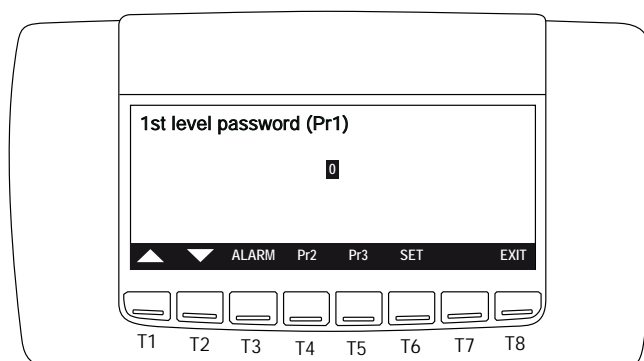 1st level password (Pr1)
0
ALARM Pr2 Pr3 SET EXIT
T1 T2 T3 T4 T5 T6 T7 T8